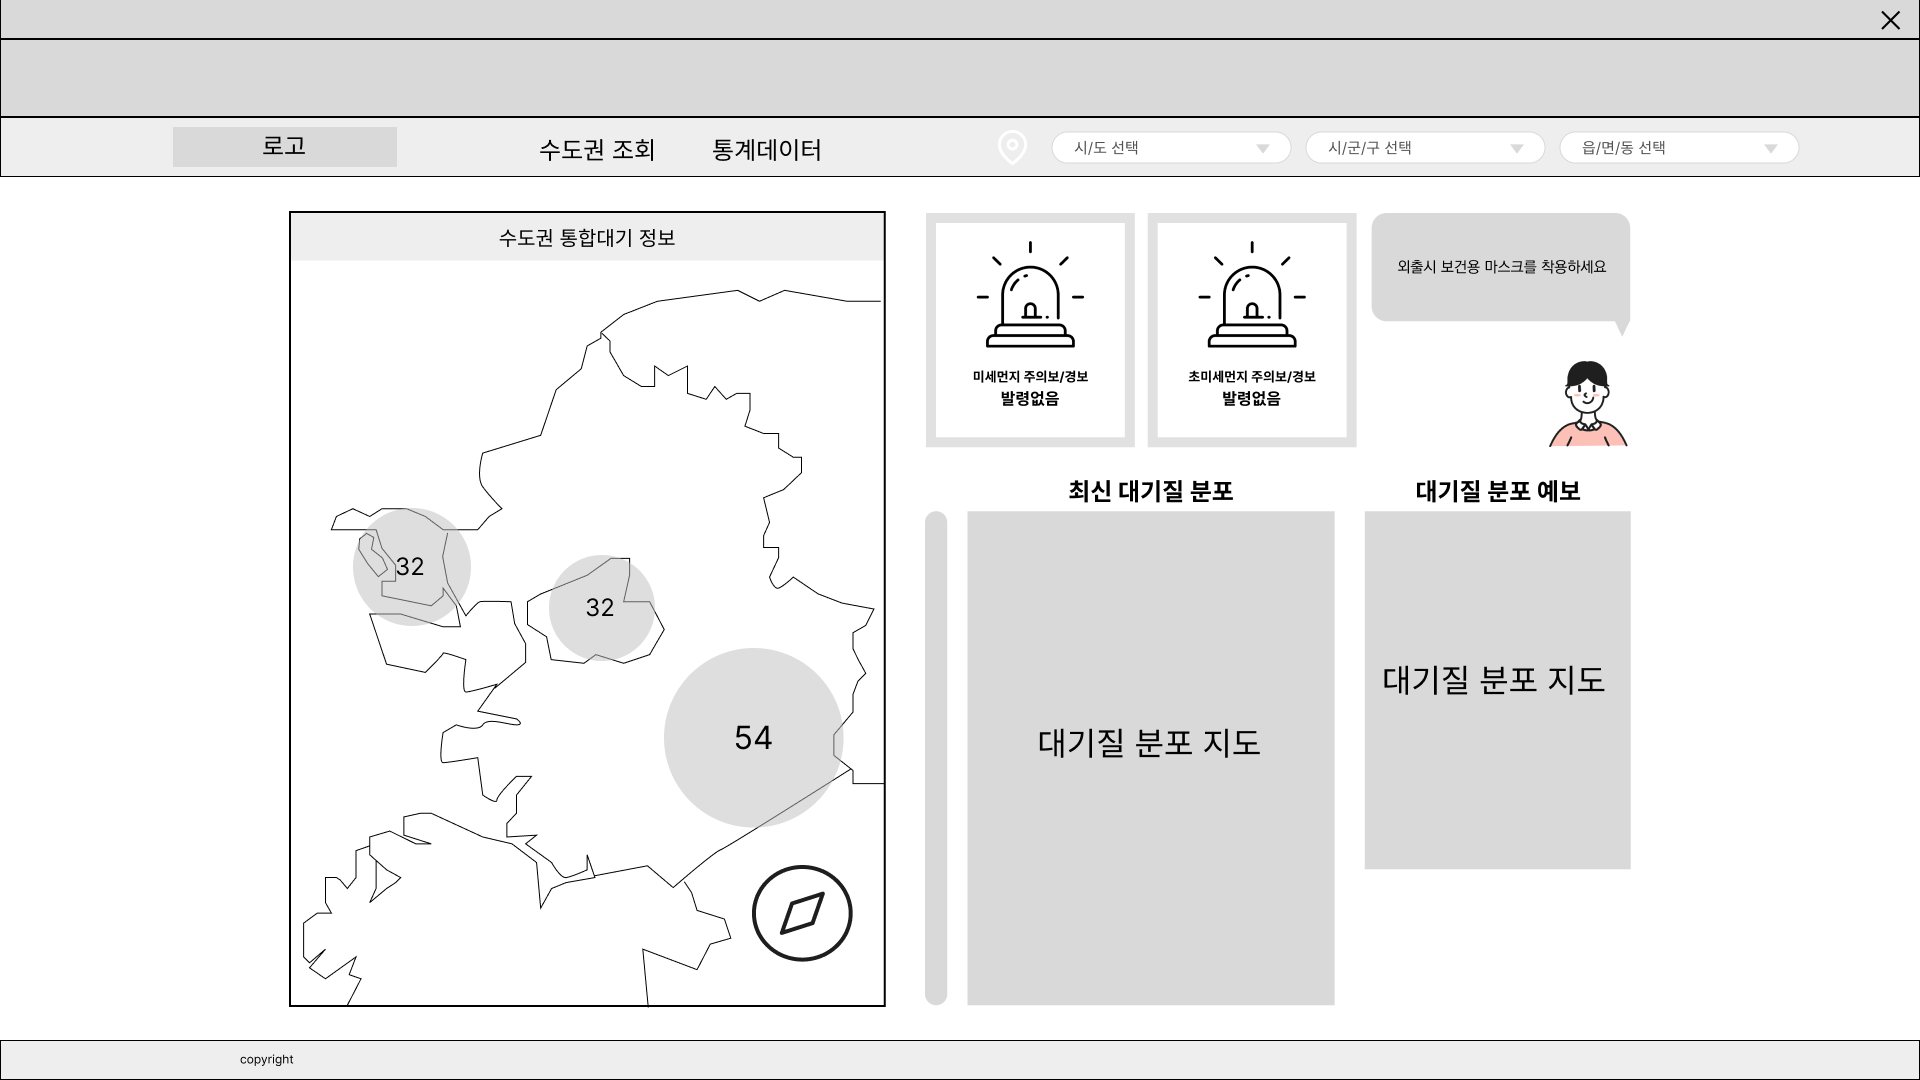 로고
수도권 조회
통계데이터
시/도 선택
시/군/구 선택
읍/면/동 선택
수도권 통합대기 정보
32
32
54
미세먼지 주의보/경보
발령없음
초미세먼지 주의보/경보
발령없음
외출시 보건용 마스크를 착용하세요
최신 대기질 분포
대기질 분포 지도
대기질 분포 예보
대기질 분포 지도
copyright